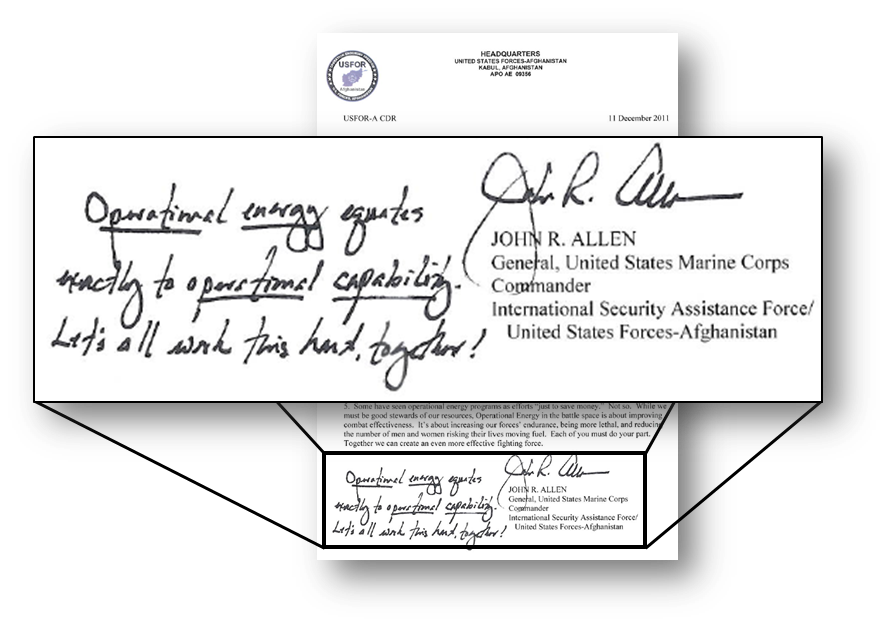 USFOR
Afghanistan
HEADQUARTERS
UNITED STATES FORCES-AFGHANISTAN
KABUL, AFGHANISTAN
APO AE 09356
USFOR-A CDR
11 December 2011
Operational energy equates
exactly to operational capability.
Let's all work this hard, together!
John R. Allen
JOHN R. ALLEN
General, United States Marine Corps
Commander
International Security Assistance Force/
United States Forces-Afghanistan
5. Some have seen operational energy programs as efforts "just to save money." Not so. While we
must be good stewards of our resources, Operational Energy in the battle space is about improving
combat effectiveness. It's about increasing our forces' endurance, being more lethal, and reducing
the number of men and women risking their lives moving fuel. Each of you must do your part.
Together we can create an even more effective fighting force.
Operational energy equates
exactly to operational capability.
Let's all work this hard, together!
John R. Allen
JOHN R. ALLEN
General, United States Marine Corps
Commander
International Security Assistance Force/
United States Forces-Afghanistan